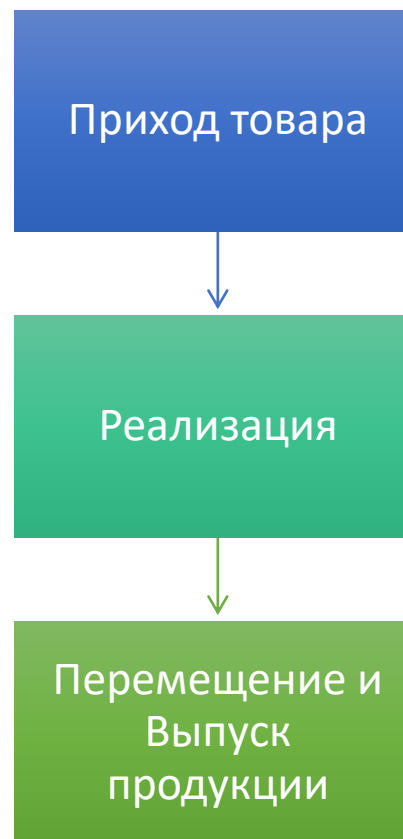 Приход товара
Реализация
Перемещение и
Выпуск
продукции